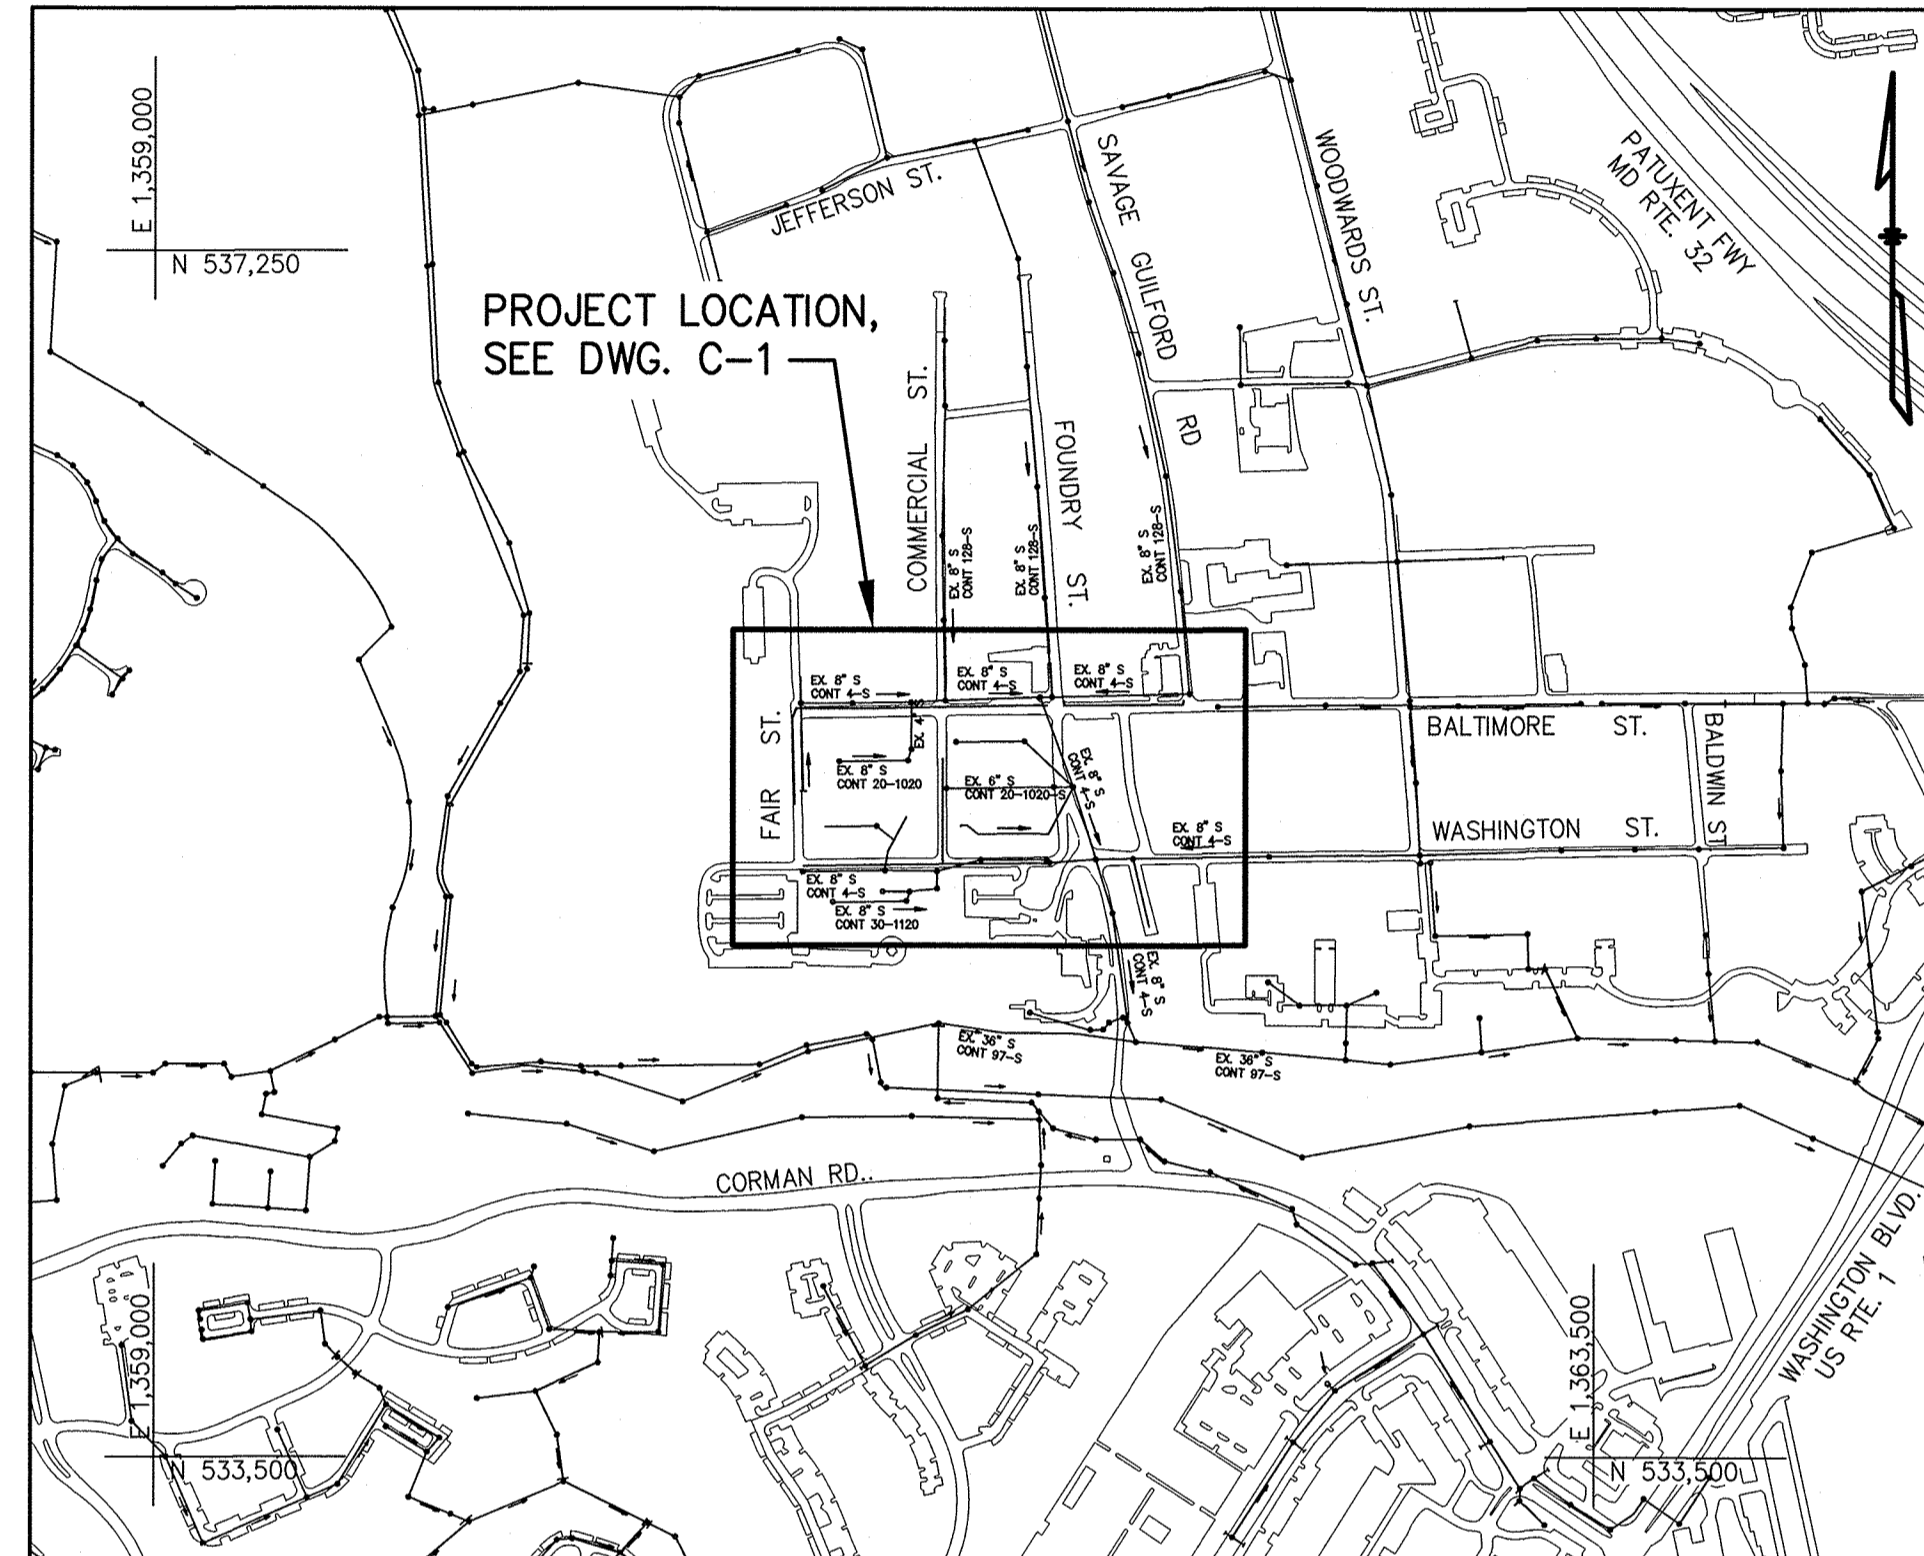 E 1,359,000
N 537,250
JEFFERSON ST.
SAVAGE GUILFORD RD
WOODWARDS ST.
PATUXENT FWY
MD RTE. 32
PROJECT LOCATION,
SEE DWG. C-1
COMMERCIAL ST.
FOUNDRY ST.
EX. 8" S
CONT 128-S
EX. 8" S
CONT 128-S
EX. 8" S
CONT 128-S
EX. 8" S
CONT 4-S
EX. 8" S
CONT 4-S
EX. 8" S
CONT 4-S
FAIR ST.
EX. 4" S
EX. 8" S
CONT 20-1020
EX. 6" S
CONT 20-1020-S
EX. 8" S
CONT 4-S
BALTIMORE ST.
BALDWIN ST
WASHINGTON ST.
EX. 8" S
CONT 4-S
EX. 8" S
CONT 4-S
EX. 8" S
CONT 30-1120
EX. 8" S
CONT 4-S
EX. 36" S
CONT 97-S
EX. 36" S
CONT 97-S
CORMAN RD..
WASHINGTON BLVD.
US RTE. 1
E 1,359,000
N 533,500
E 1,363,500
N 533,500